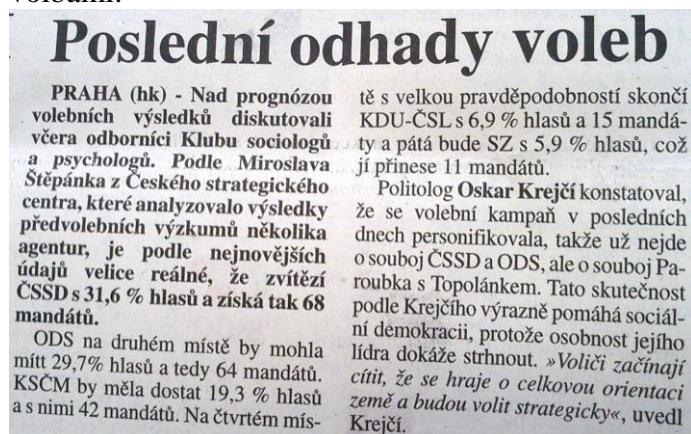 Poslední odhady voleb
PRAHA (hk) - Nad prognózou
volebních výsledků diskutovali
včera odborníci Klubu sociologů
a psychologů. Podle Miroslava
Štěpánka z Českého strategického
centra, které analyzovalo výsledky
předvolebních výzkumů několika
agentur, je podle nejnovějších
údajů velice reálné, že zvítězí
ČSSD s 31,6 % hlasů a získá tak 68
mandátů.
ODS na druhém místě by mohla
mítt 29,7% hlasů a tedy 64 mandátů.
KSČM by měla dostat 19,3 % hlasů
a s nimi 42 mandátů. Na čtvrtém mís-
tě s velkou pravděpodobností skončí
KDU-ČSL s 6,9 % hlasů a 15 mandá-
ty a pátá bude SZ s 5,9 % hlasů, což
jí přinese 11 mandátů.
Politolog Oskar Krejčí konstatoval,
že se volební kampaň v posledních
dnech personifikovala, takže už nejde
o souboj ČSSD a ODS, ale o souboj Pa-
roubka s Topolánkem. Tato skutečnost
podle Krejčího výrazně pomáhá sociál-
ní demokracii, protože osobnost jejího
lídra dokáže strhnout. »Voliči začínají
cítit, že se hraje o celkovou orientaci
země a budou volit strategicky«, uvedl
Krejčí.